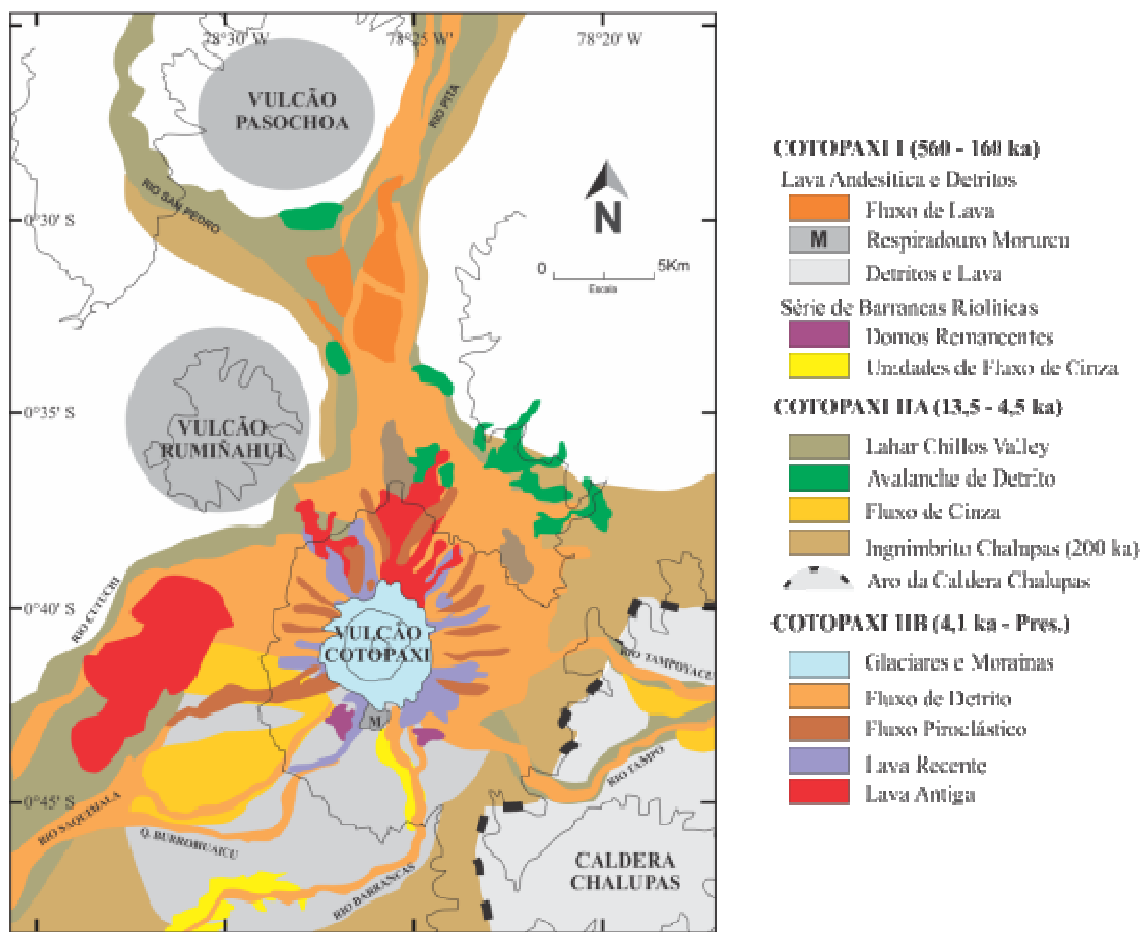 78°30' W
78°25' W'
78°20' W
VULCÃO
PASOCHOA
RIO PITA
RIO SAN PEDRO
0°30' S
N
0
5Km
Escala
VULCÃO
RUMIÑAHUI
0°35' S
RIO CUTUCHI
0°40' S
VULCÃO
COTOPAXI
M
RIO TAMBOYACU
RIO TAMPO
0°45' S
RIO SAQUIMALA
Q. BURROHUAICU
RIO BARRANCAS
CALDERA
CHALUPAS
COTOPAXI I (560 - 160 ka)
Lava Andesítica e Detritos
Fluxo de Lava
M Respiradouro Morurcu
Detritos e Lava
Série de Barrancas Riolíticas
Domos Remanecentes
Unidades de Fluxo de Cinza
COTOPAXI IIA (13,5 - 4,5 ka)
Lahar Chillos Valley
Avalanche de Detrito
Fluxo de Cinza
Ingnimbrito Chalupas (200 ka)
Aro da Caldera Chalupas
COTOPAXI IIB (4,1 ka - Pres.)
Glaciares e Morainas
Fluxo de Detrito
Fluxo Piroclástico
Lava Recente
Lava Antiga